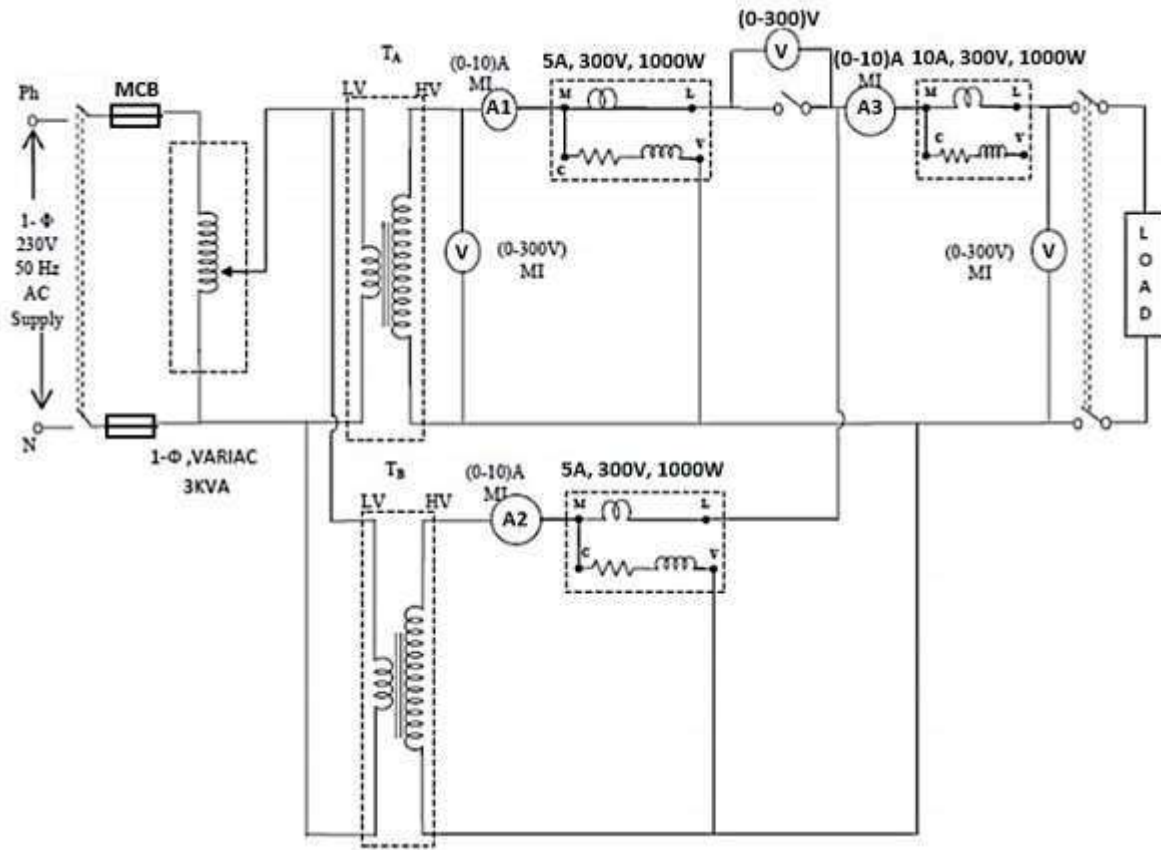 (0-300)V
V
T_A
(0-10)A
MI
5A, 300V, 1000W
(0-10)A
MI
10A, 300V, 1000W
Ph
MCB
LV
HV
A1
M
L
A3
M
L
C
V
C
V
1- Φ
230V
50 Hz
AC
Supply
V
(0-300V)
MI
(0-300V)
MI
V
L
O
A
D
N
1-Φ ,VARIAC
3KVA
T_B
(0-10)A
MI
5A, 300V, 1000W
LV
HV
A2
M
L
C
V